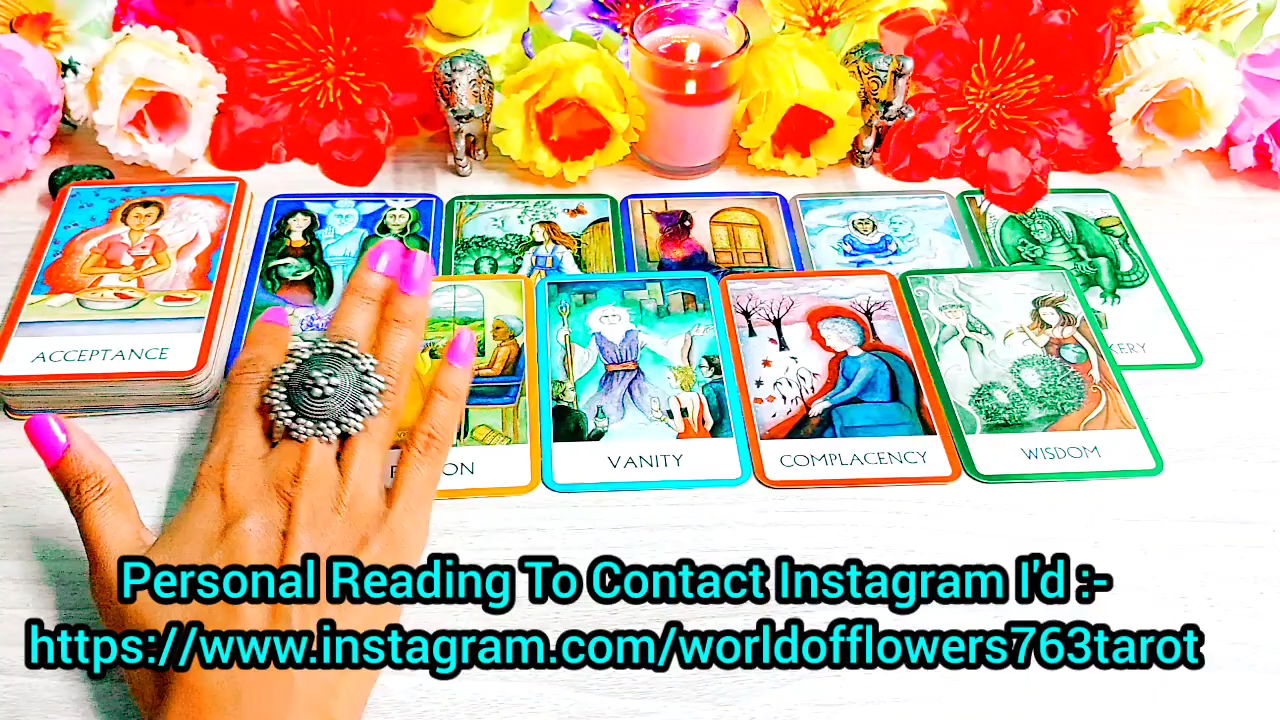 ACCEPTANCE
VANITY
COMPLACENCY
WISDOM
Personal Reading To Contact Instagram I'd :-
https://www.instagram.com/worldofflowers763tarot